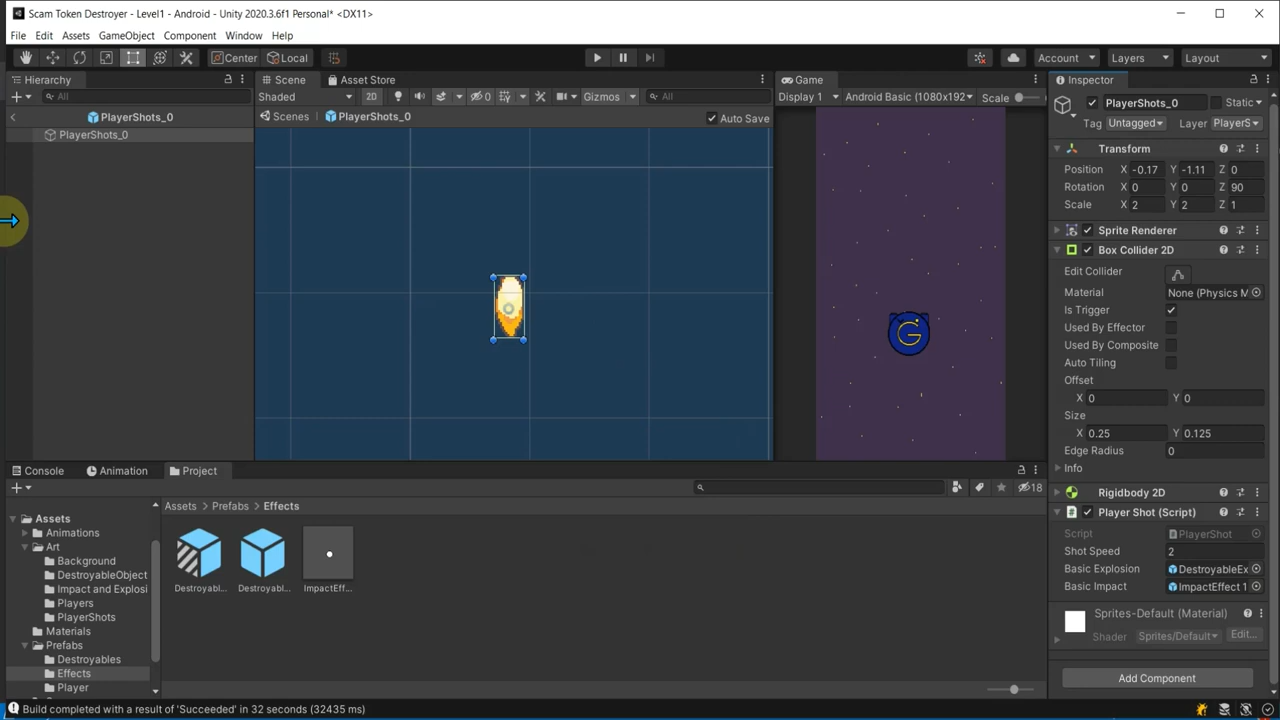 Scam Token Destroyer - Level1 - Android - Unity 2020.3.6f1 Personal* <DX11>
File Edit Assets GameObject Component Window Help
Center Local Account Layers Layout
Hierarchy Scene Asset Store Game Inspector
All Shaded 2D 0 Gizmos All Display 1 Android Basic (1080x192 Scale PlayerShots_0 Static
PlayerShots_0 Scenes PlayerShots_0 Auto Save Tag Untagged Layer PlayerS
PlayerShots_0
Transform
Position X -0.17 Y -1.11 Z 0
Rotation X 0 Y 0 Z 90
Scale X 2 Y 2 Z 1
Sprite Renderer
Box Collider 2D
Edit Collider
Material None (Physics M
Is Trigger
Used By Effector
Used By Composite
Auto Tiling
Offset
X 0 Y 0
Size
X 0.25 Y 0.125
Edge Radius 0
Info
Rigidbody 2D
Player Shot (Script)
Script PlayerShot
Shot Speed 2
Basic Explosion DestroyableEx
Basic Impact ImpactEffect 1
Sprites-Default (Material)
Shader Sprites/Default Edit...
Add Component
G
Console Animation Project
18
Assets
Animations
Art
Background
DestroyableObject
Impact and Explosi
Players
PlayerShots
Materials
Prefabs
Destroyables
Effects
Player
Assets > Prefabs > Effects
Destroyabl... Destroyabl... ImpactEff...
Build completed with a result of 'Succeeded' in 32 seconds (32435 ms)